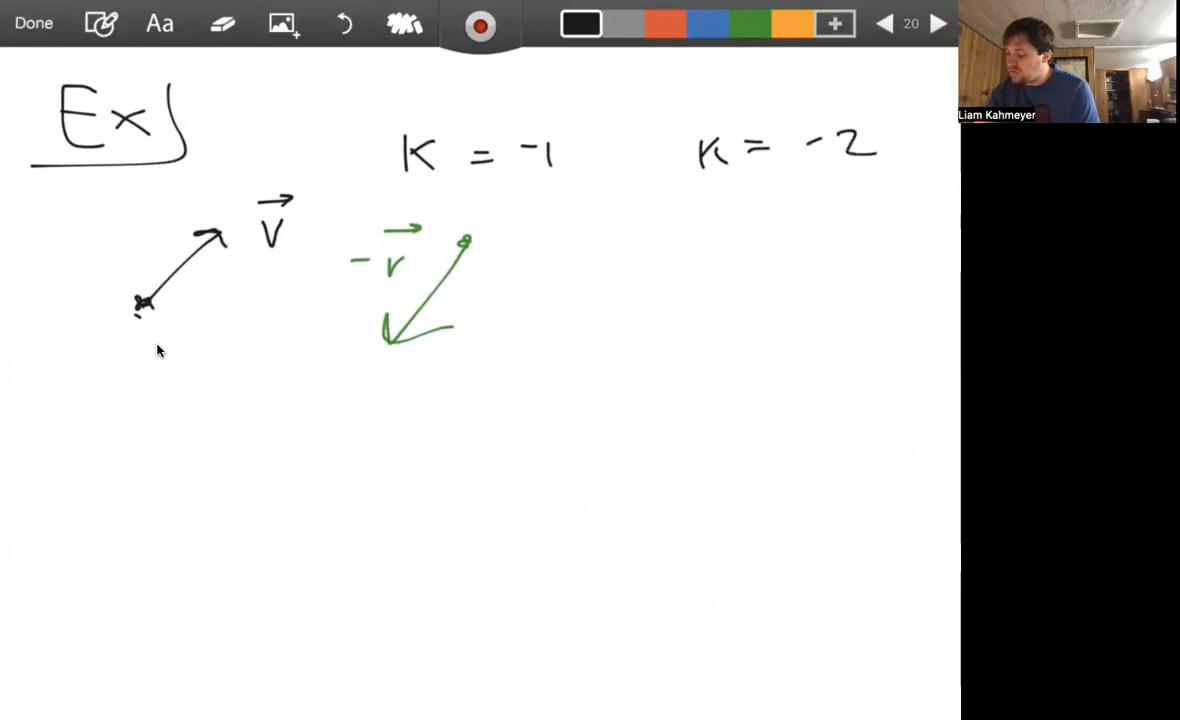 Done Aa 20
Liam Kahmeyer
Ex)
K = -1
K = -2
→
V
→
- V